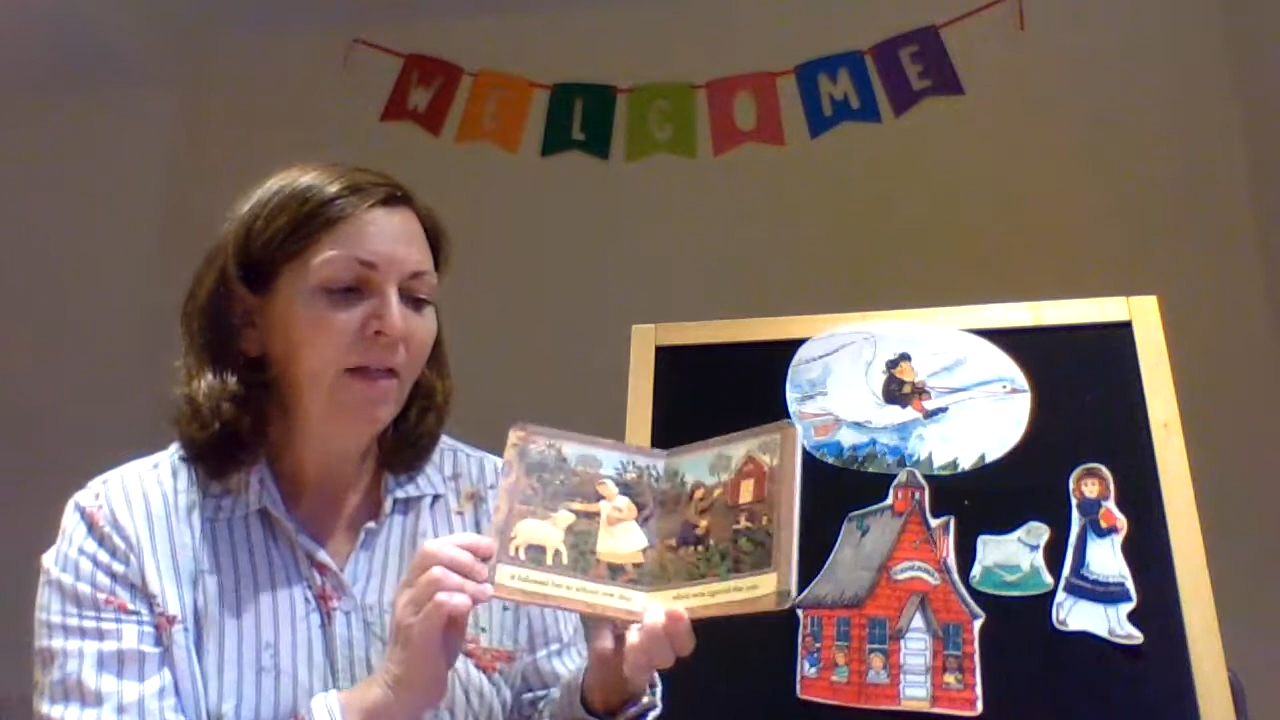 WELCOME
It followed her to school one day
which was against the rule.